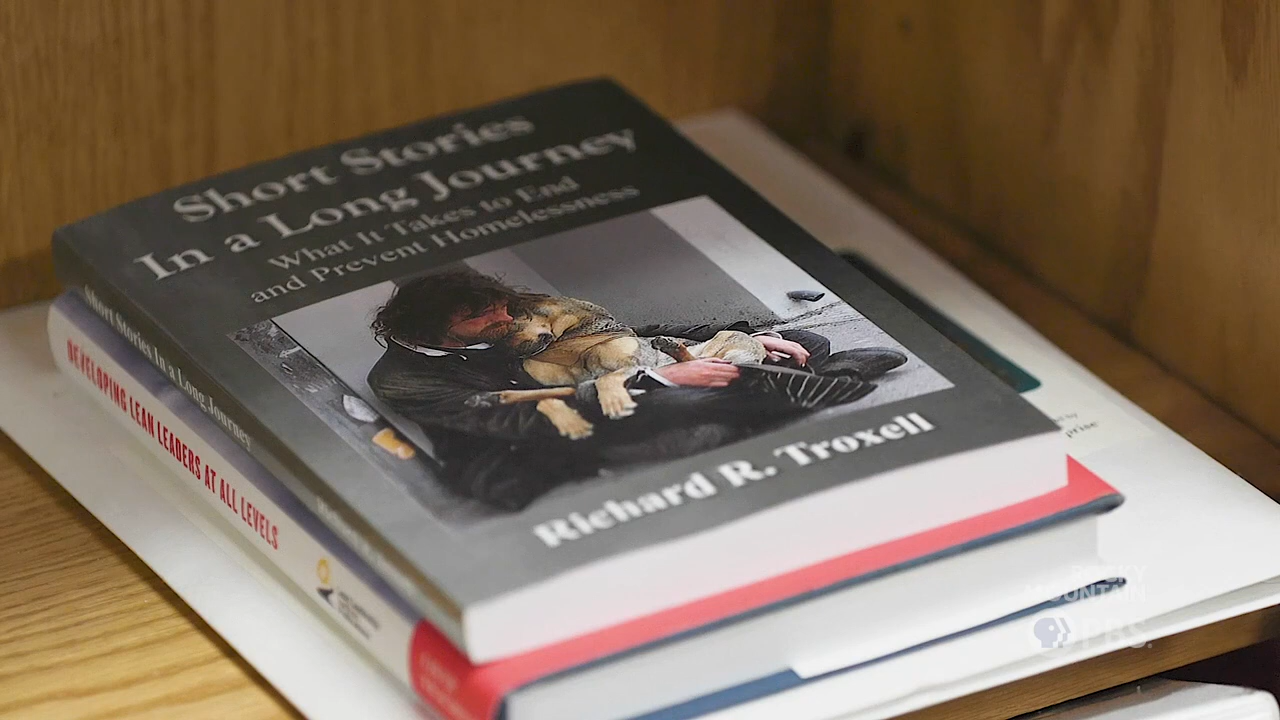 Short Stories
In a Long Journey
What It Takes to End
and Prevent Homelessness
Richard R. Troxell
Short Stories In a Long Journey
DEVELOPING LEAN LEADERS AT ALL LEVELS
ROCKY
MOUNTAIN
PBS.